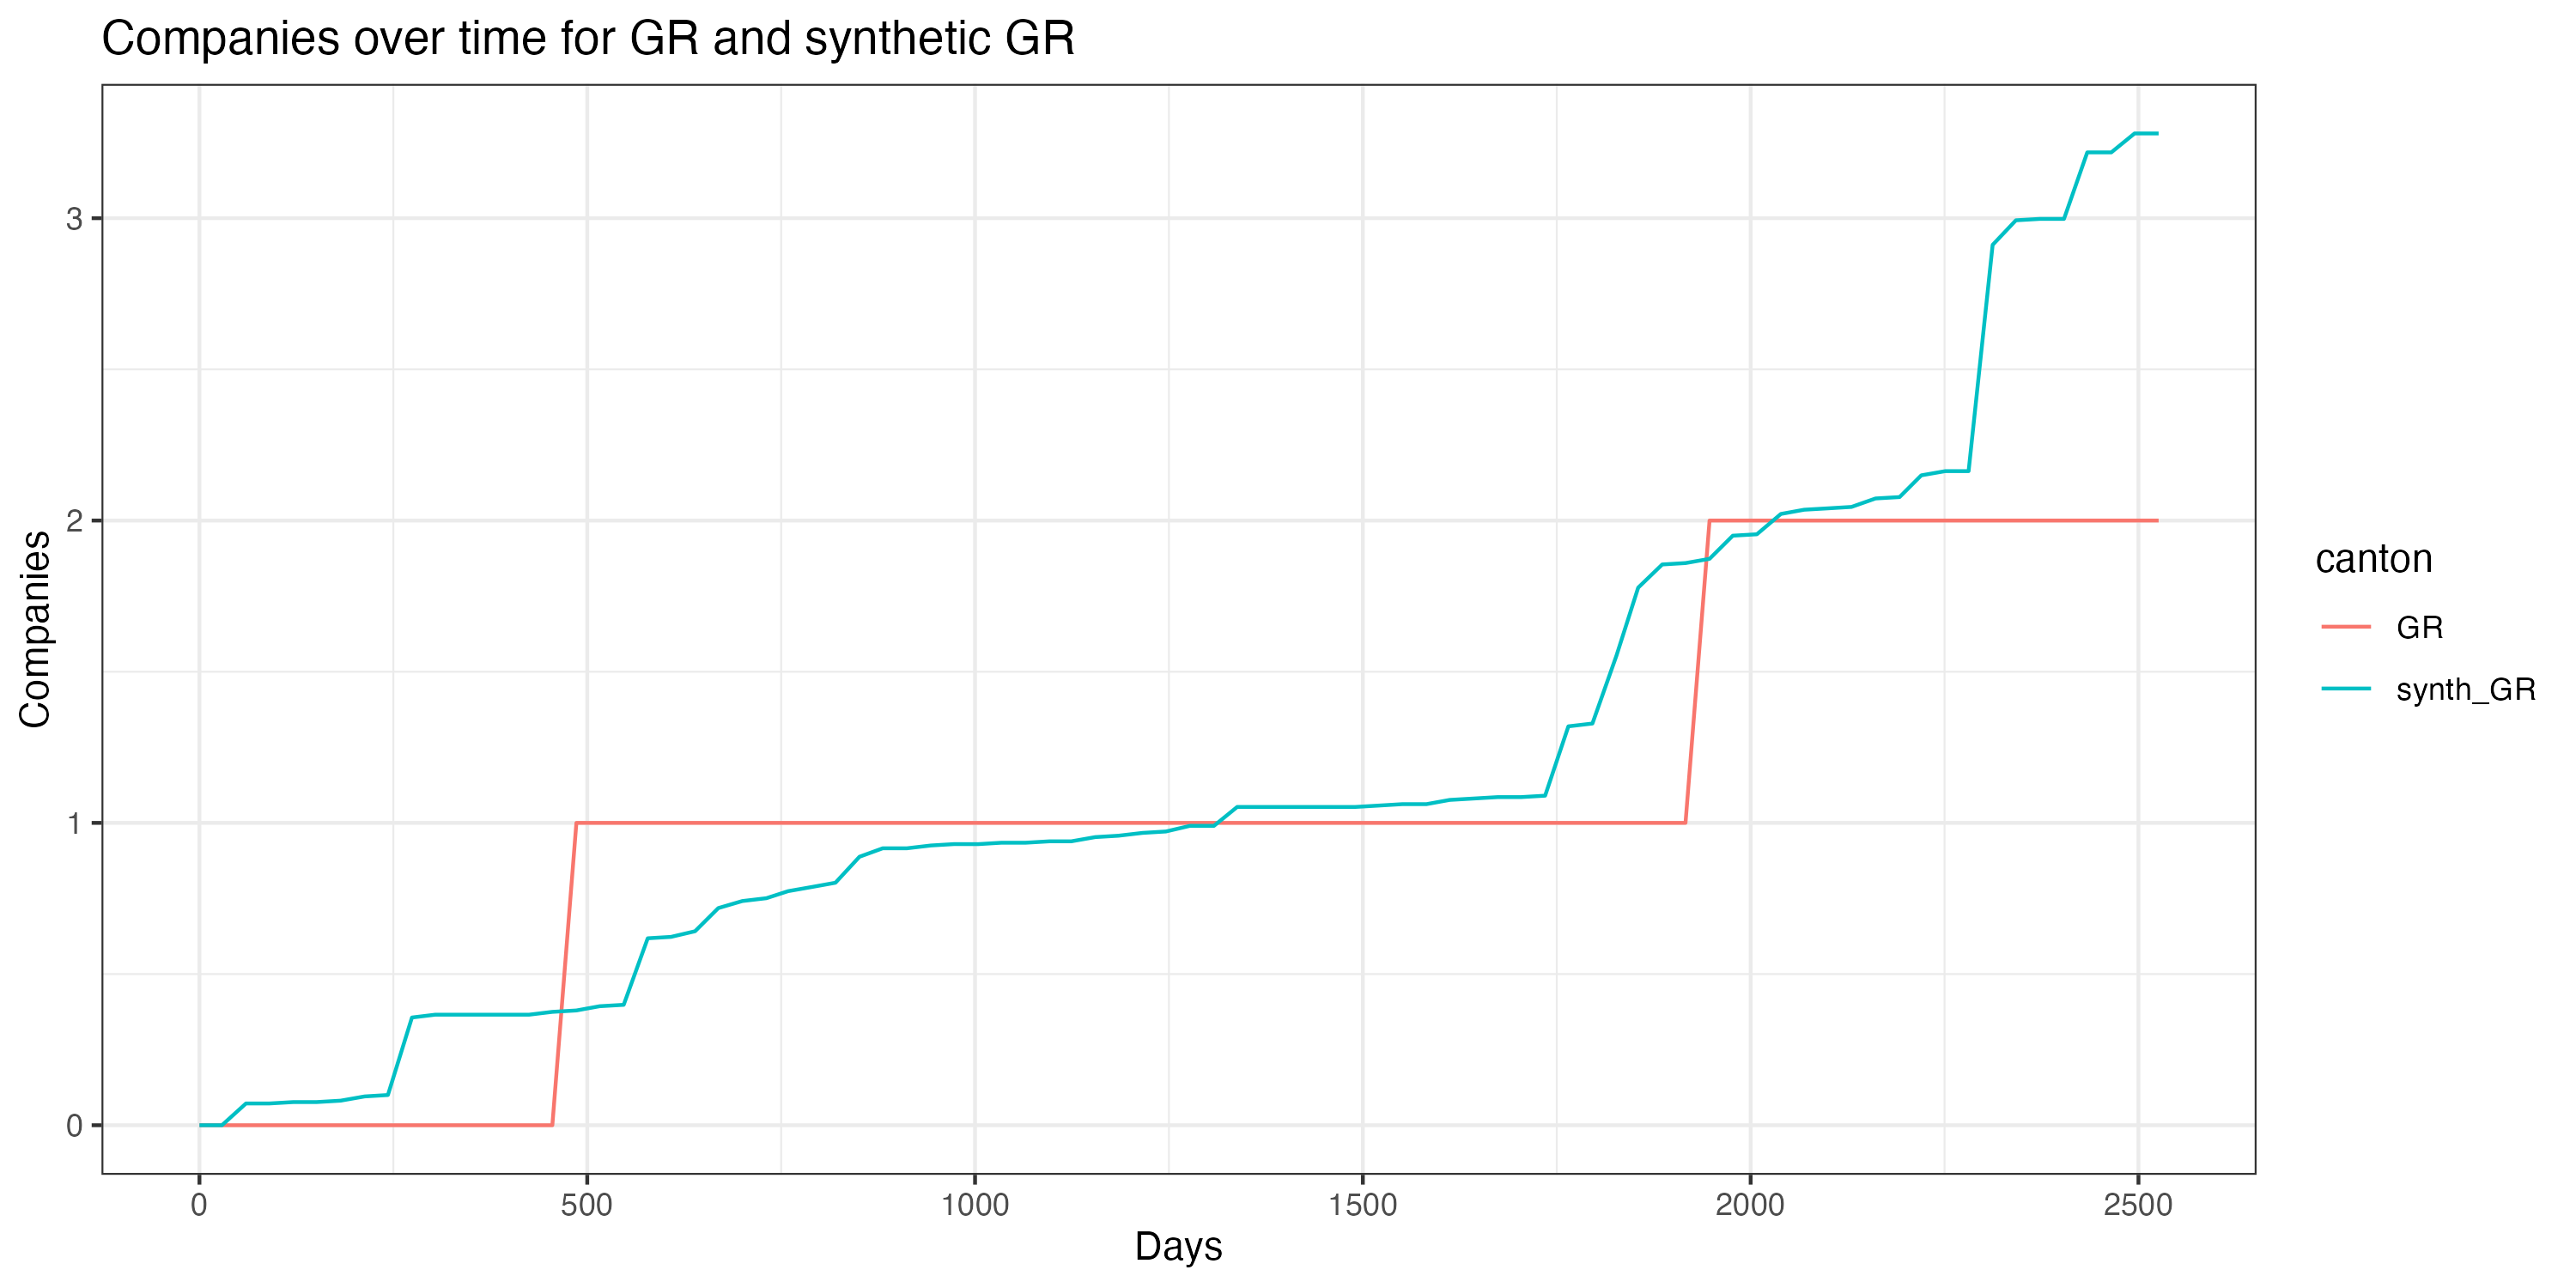 Companies over time for GR and synthetic GR
Companies
3
2
1
0
0 500 1000 1500 2000 2500
Days
canton
GR
synth_GR